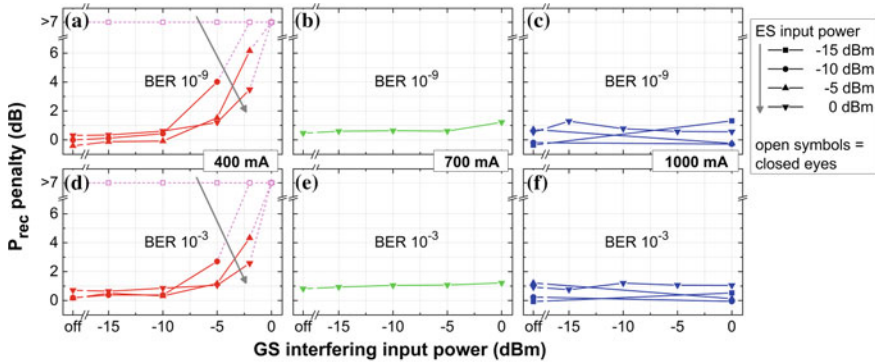 (a)
(b)
(c)
ES input power
-15 dBm
-10 dBm
-5 dBm
0 dBm
open symbols =
closed eyes
>7
6
4
2
0
BER 10-9
BER 10-9
BER 10-9
400 mA
700 mA
1000 mA
(d)
(e)
(f)
>7
6
4
2
0
BER 10-3
BER 10-3
BER 10-3
Prec penalty (dB)
off -15 -10 -5 0
off -15 -10 -5 0
off -15 -10 -5 0
GS interfering input power (dBm)